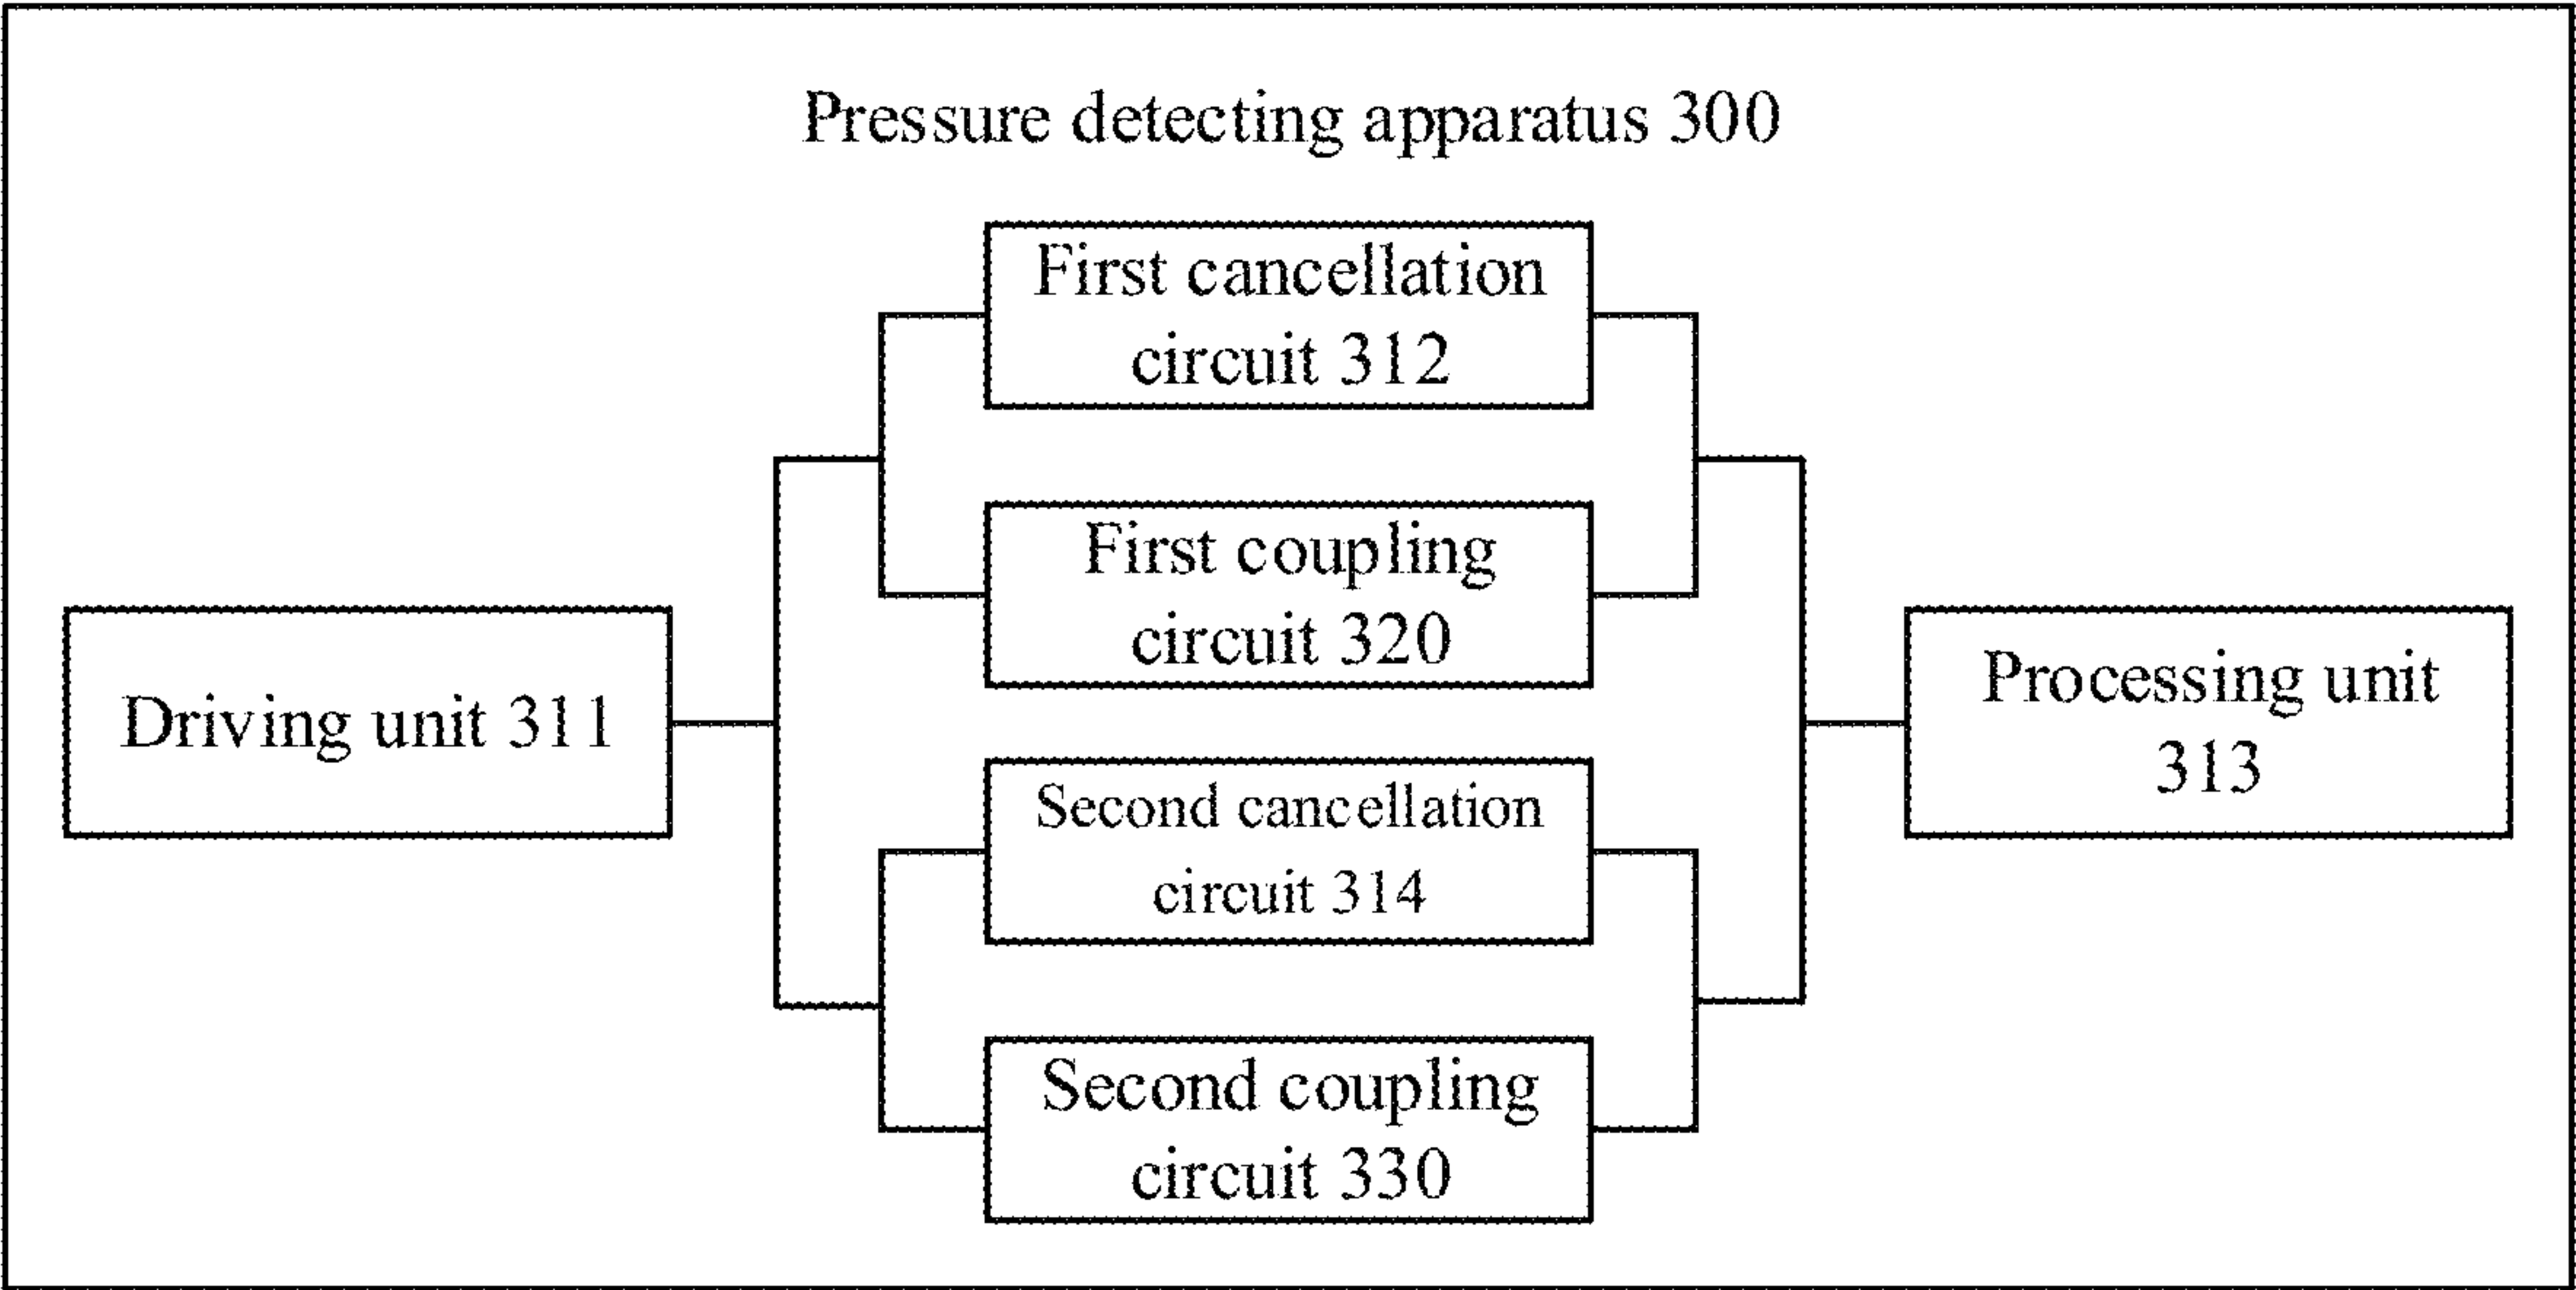 Pressure detecting apparatus 300
First cancellation
circuit 312
First coupling
circuit 320
Driving unit 311
Processing unit
313
Second cancellation
circuit 314
Second coupling
circuit 330